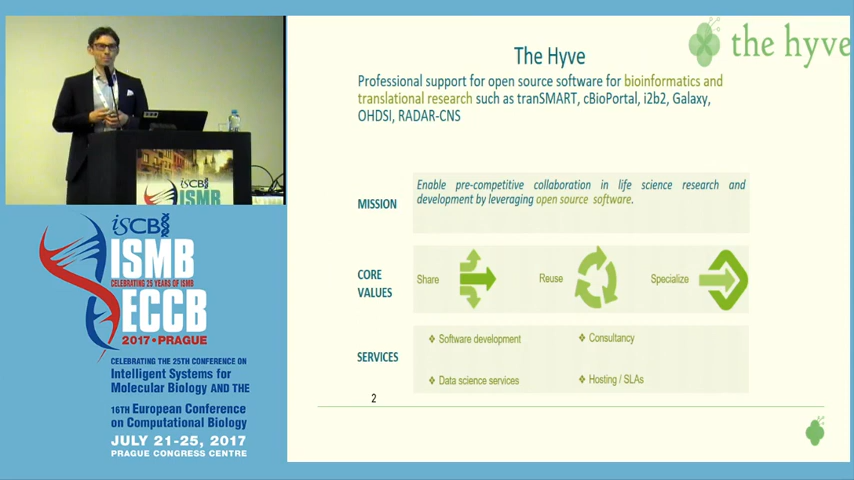 iSCB
ISMB
iSCB
ISMB
CELEBRATING 25 YEARS OF ISMB
ECCB
2017 • PRAGUE
CELEBRATING THE 25TH CONFERENCE ON
Intelligent Systems for
Molecular Biology AND THE
16TH European Conference
on Computational Biology
JULY 21-25, 2017
PRAGUE CONGRESS CENTRE
the hyve
The Hyve
Professional support for open source software for bioinformatics and
translational research such as tranSMART, cBioPortal, i2b2, Galaxy,
OHDSI, RADAR-CNS
MISSION
Enable pre-competitive collaboration in life science research and
development by leveraging open source software.
CORE
VALUES
Share
Reuse
Specialize
SERVICES
❖ Software development
❖ Consultancy
❖ Data science services
❖ Hosting / SLAs
2